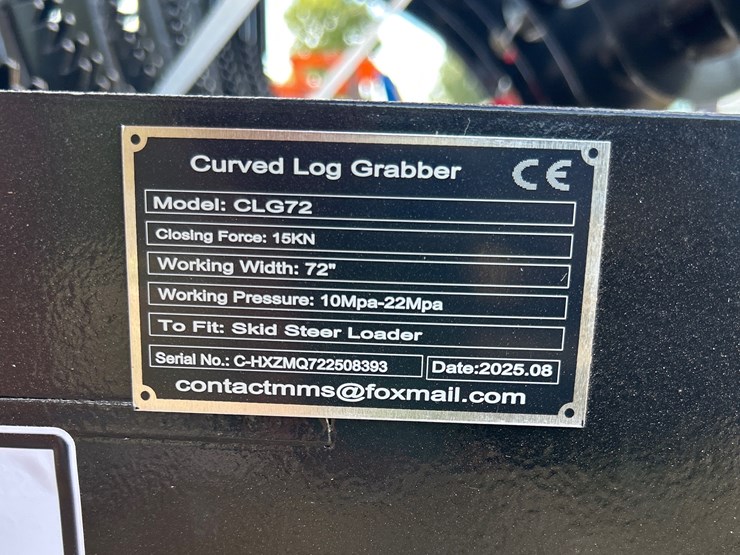 Curved Log Grabber CE
Model: CLG72
Closing Force: 15KN
Working Width: 72"
Working Pressure: 10Mpa-22Mpa
To Fit: Skid Steer Loader
Serial No.: C-HXZMQ722508393 Date:2025.08
contactmms@foxmail.com